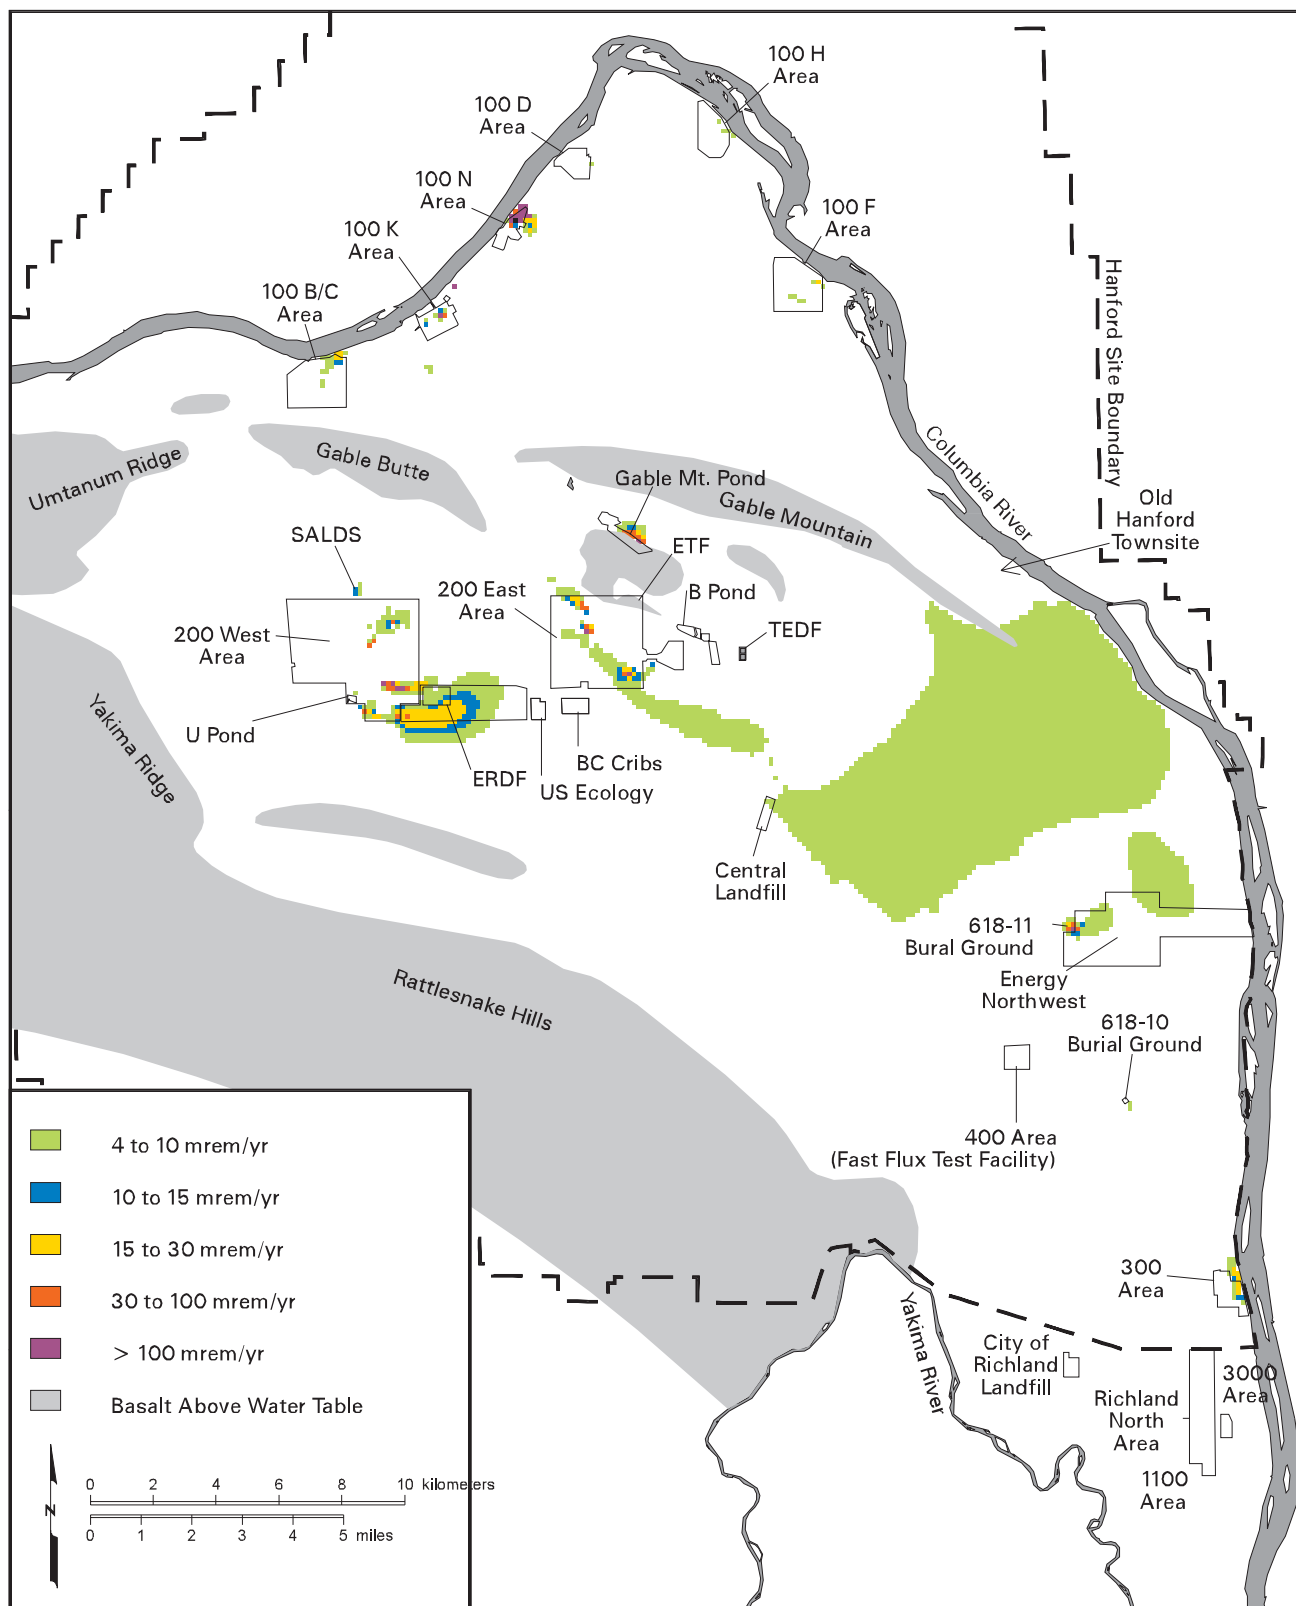 100 H
Area
100 D
Area
100 N
Area
100 K
Area
100 F
Area
100 B/C
Area
Hanford Site Boundary
Columbia River
Umtanum Ridge
Gable Butte
Gable Mt. Pond
Gable Mountain
Old
Hanford
Townsite
SALDS
ETF
200 East
Area
B Pond
200 West
Area
TEDF
Yakima Ridge
U Pond
ERDF
BC Cribs
US Ecology
Central
Landfill
618-11
Bural Ground
Energy
Northwest
Rattlesnake Hills
618-10
Burial Ground
400 Area
(Fast Flux Test Facility)
300
Area
Yakima River
City of
Richland
Landfill
3000
Area
Richland
North
Area
1100
Area
4 to 10 mrem/yr
10 to 15 mrem/yr
15 to 30 mrem/yr
30 to 100 mrem/yr
> 100 mrem/yr
Basalt Above Water Table
N
0 2 4 6 8 10 kilometers
0 1 2 3 4 5 miles